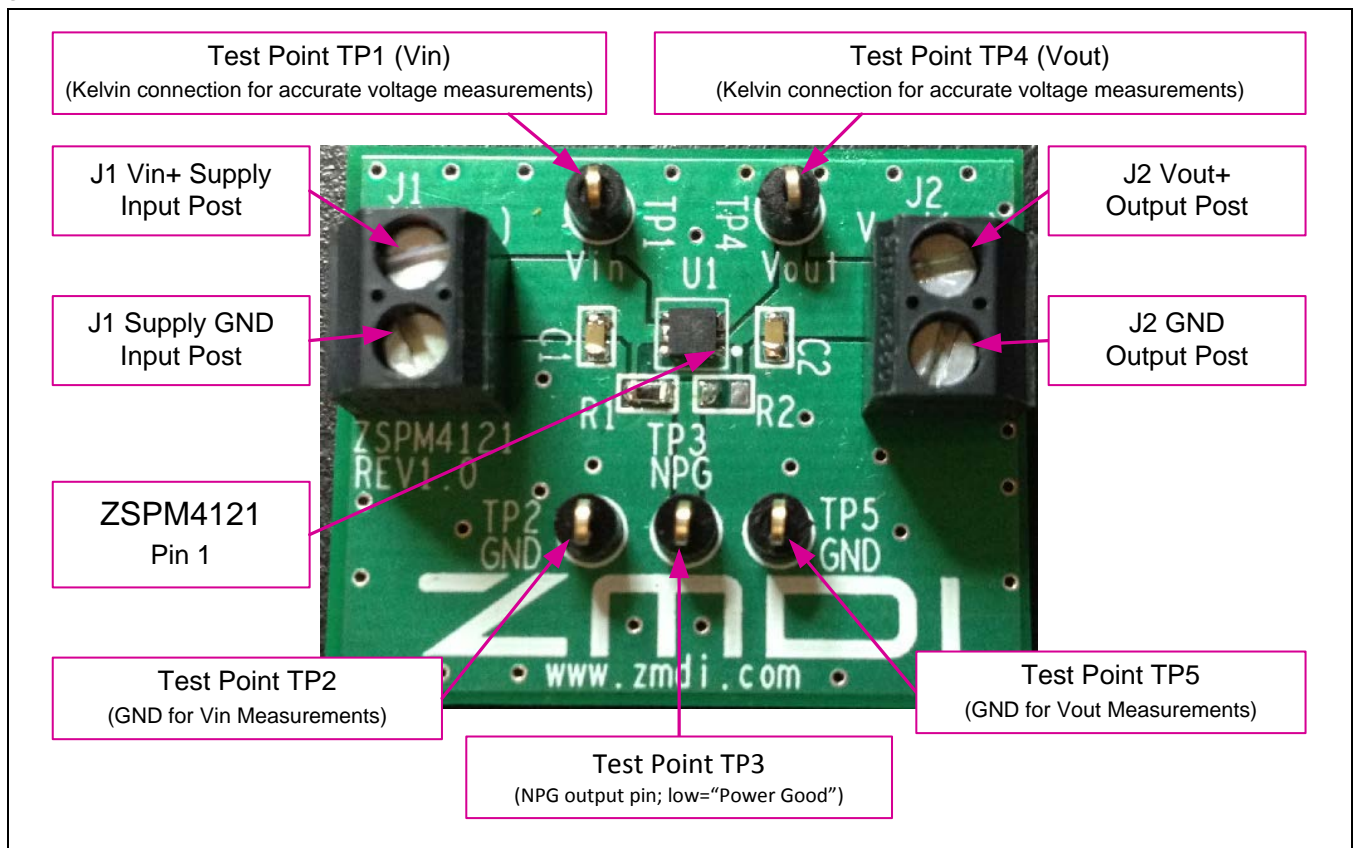 Test Point TP1 (Vin)
(Kelvin connection for accurate voltage measurements)
Test Point TP4 (Vout)
(Kelvin connection for accurate voltage measurements)
J1 Vin+ Supply
Input Post
J2 Vout+
Output Post
J1 Supply GND
Input Post
J2 GND
Output Post
ZSPM4121
Pin 1
J1
)
TP1
TP4
J2
Vin
U1
Vout
C1
C2
R1
R2
ZSPM4121
REV1.0
TP3
NPG
TP2
GND
TP5
GND
ZMDI
www.zmdi.com
Test Point TP2
(GND for Vin Measurements)
Test Point TP5
(GND for Vout Measurements)
Test Point TP3
(NPG output pin; low=“Power Good”)